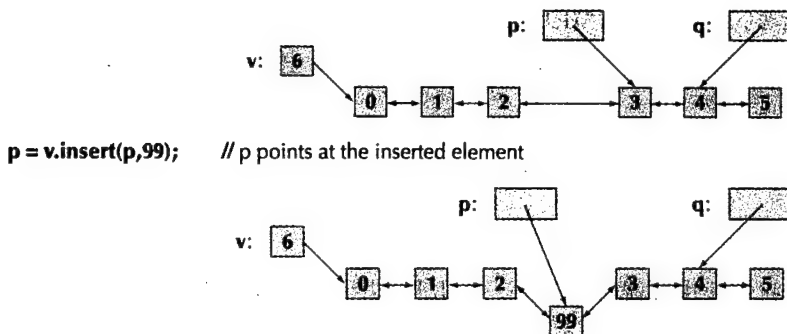 p: q:
v: 6
0 1 2 3 4 5
p = v.insert(p,99); // p points at the inserted element
p: q:
v: 6
0 1 2 3 4 5
99